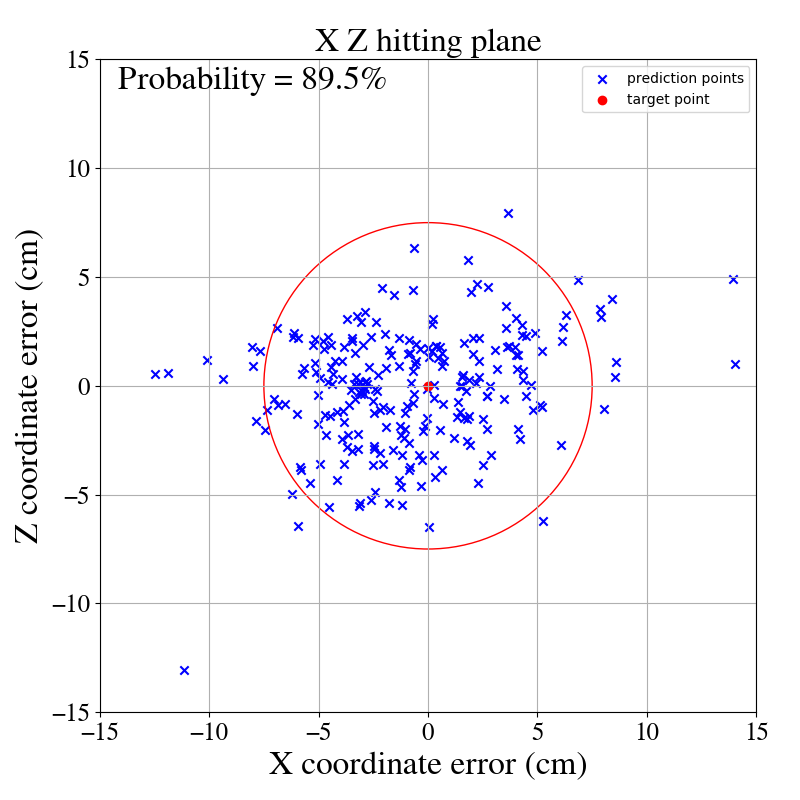 X Z hitting plane
Probability = 89.5%
prediction points
target point
15
10
5
0
−5
−10
−15
Z coordinate error (cm)
−15 −10 −5 0 5 10 15
X coordinate error (cm)